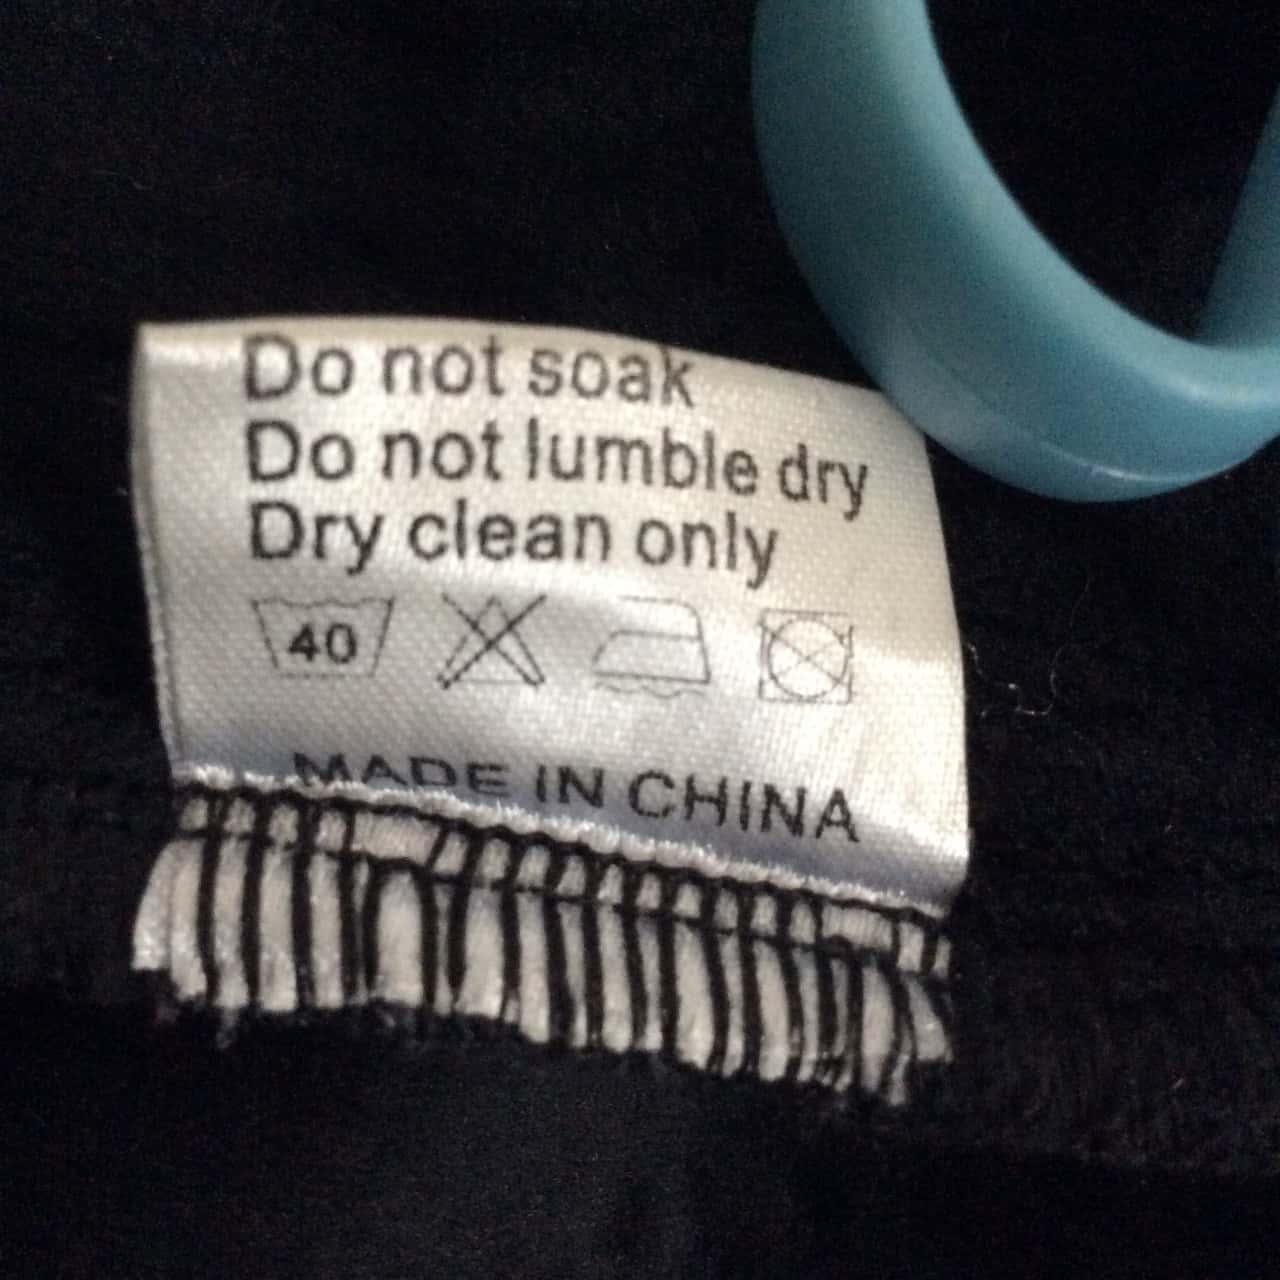 Do not soak
Do not lumble dry
Dry clean only
40
MADE IN CHINA